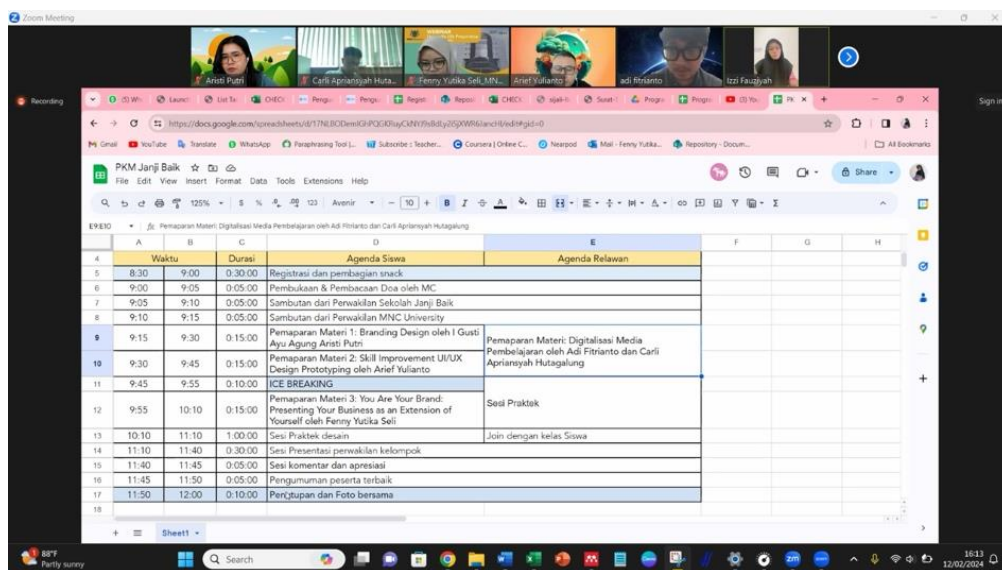 Zoom Meeting
Aristi Putri
Carli Apriansyah Huta...
Fenny Yutika Seli_MN...
Arief Yulianto
adi fitrianto
Izzi Fauziyah
Recording
Sign in
Gmail YouTube Translate WhatsApp Paraphrasing Tool |... Subscribe : Teacher... Coursera | Online C... Nearpod Mail - Fenny Yutika... Repository - Docum... All Bookmarks
PKM Janji Baik
File Edit View Insert Format Data Tools Extensions Help
Share
125% $ % 123 Avenir 10 B I A
E9:E10 fx Pemaparan Materi: Digitalisasi Media Pembelajaran oleh Adi Fitrianto dan Carli Apriansyah Hutagalung
A B C D E F G H
4 Waktu Durasi Agenda Siswa Agenda Relawan
5 8:30 9:00 0:30:00 Registrasi dan pembagian snack
6 9:00 9:05 0:05:00 Pembukaan & Pembacaan Doa oleh MC
7 9:05 9:10 0:05:00 Sambutan dari Perwakilan Sekolah Janji Baik
8 9:10 9:15 0:05:00 Sambutan dari Perwakilan MNC University
9 9:15 9:30 0:15:00 Pemaparan Materi 1: Branding Design oleh I Gusti
Ayu Agung Aristi Putri
Pemaparan Materi: Digitalisasi Media
Pembelajaran oleh Adi Fitrianto dan Carli
Apriansyah Hutagalung
10 9:30 9:45 0:15:00 Pemaparan Materi 2: Skill Improvement UI/UX
Design Prototyping oleh Arief Yulianto
11 9:45 9:55 0:10:00 ICE BREAKING
Sesi Praktek
12 9:55 10:10 0:15:00 Pemaparan Materi 3: You Are Your Brand:
Presenting Your Business as an Extension of
Yourself oleh Fenny Yutika Seli
13 10:10 11:10 1:00:00 Sesi Praktek desain Join dengan kelas Siswa
14 11:10 11:40 0:30:00 Sesi Presentasi perwakilan kelompok
15 11:40 11:45 0:05:00 Sesi komentar dan apresiasi
16 11:45 11:50 0:05:00 Pengumuman peserta terbaik
17 11:50 12:00 0:10:00 Penutupan dan Foto bersama
18
Sheet1
88°F
Partly sunny
Search
16:13
12/02/2024